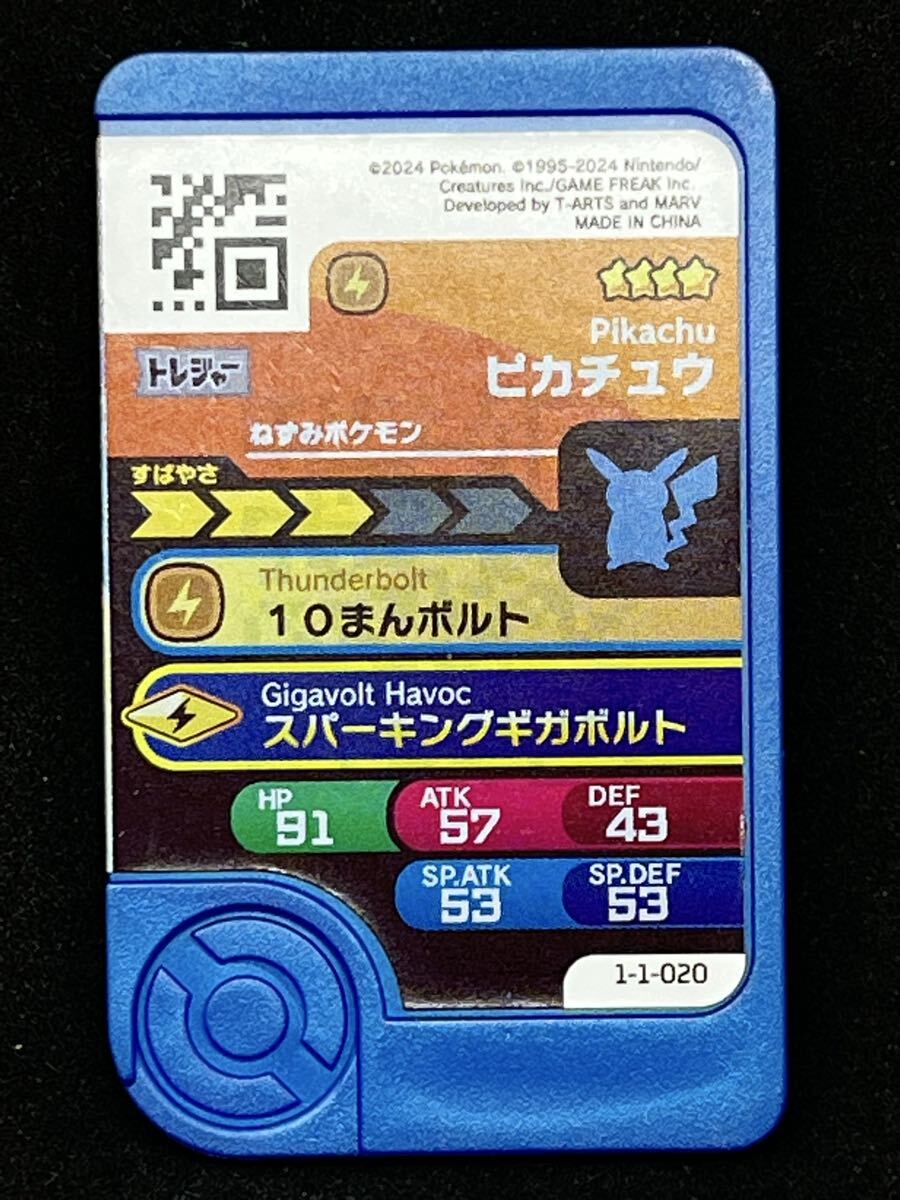 ©2024 Pokémon. ©1995-2024 Nintendo/
Creatures Inc./GAME FREAK Inc.
Developed by T-ARTS and MARV
MADE IN CHINA
Pikachu
トレジャー
ピカチュウ
ねずみポケモン
すばやさ
Thunderbolt
10まんボルト
Gigavolt Havoc
スパーキングギガボルト
HP
91
ATK
57
DEF
43
SP.ATK
53
SP.DEF
53
1-1-020